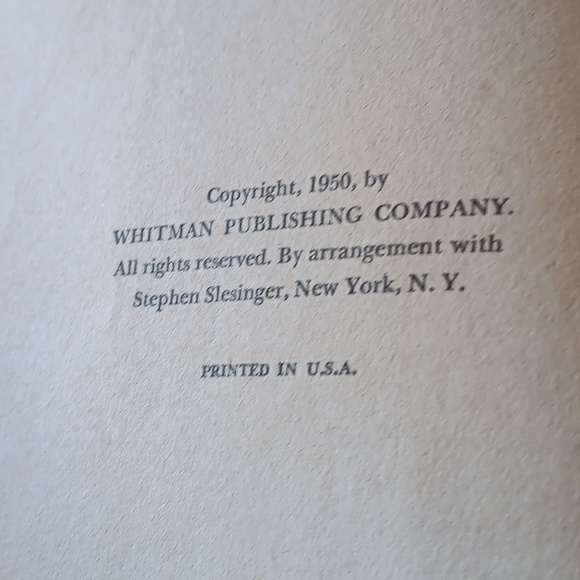 Copyright, 1950, by
WHITMAN PUBLISHING COMPANY.
All rights reserved. By arrangement with
Stephen Slesinger, New York, N. Y.
PRINTED IN U.S.A.